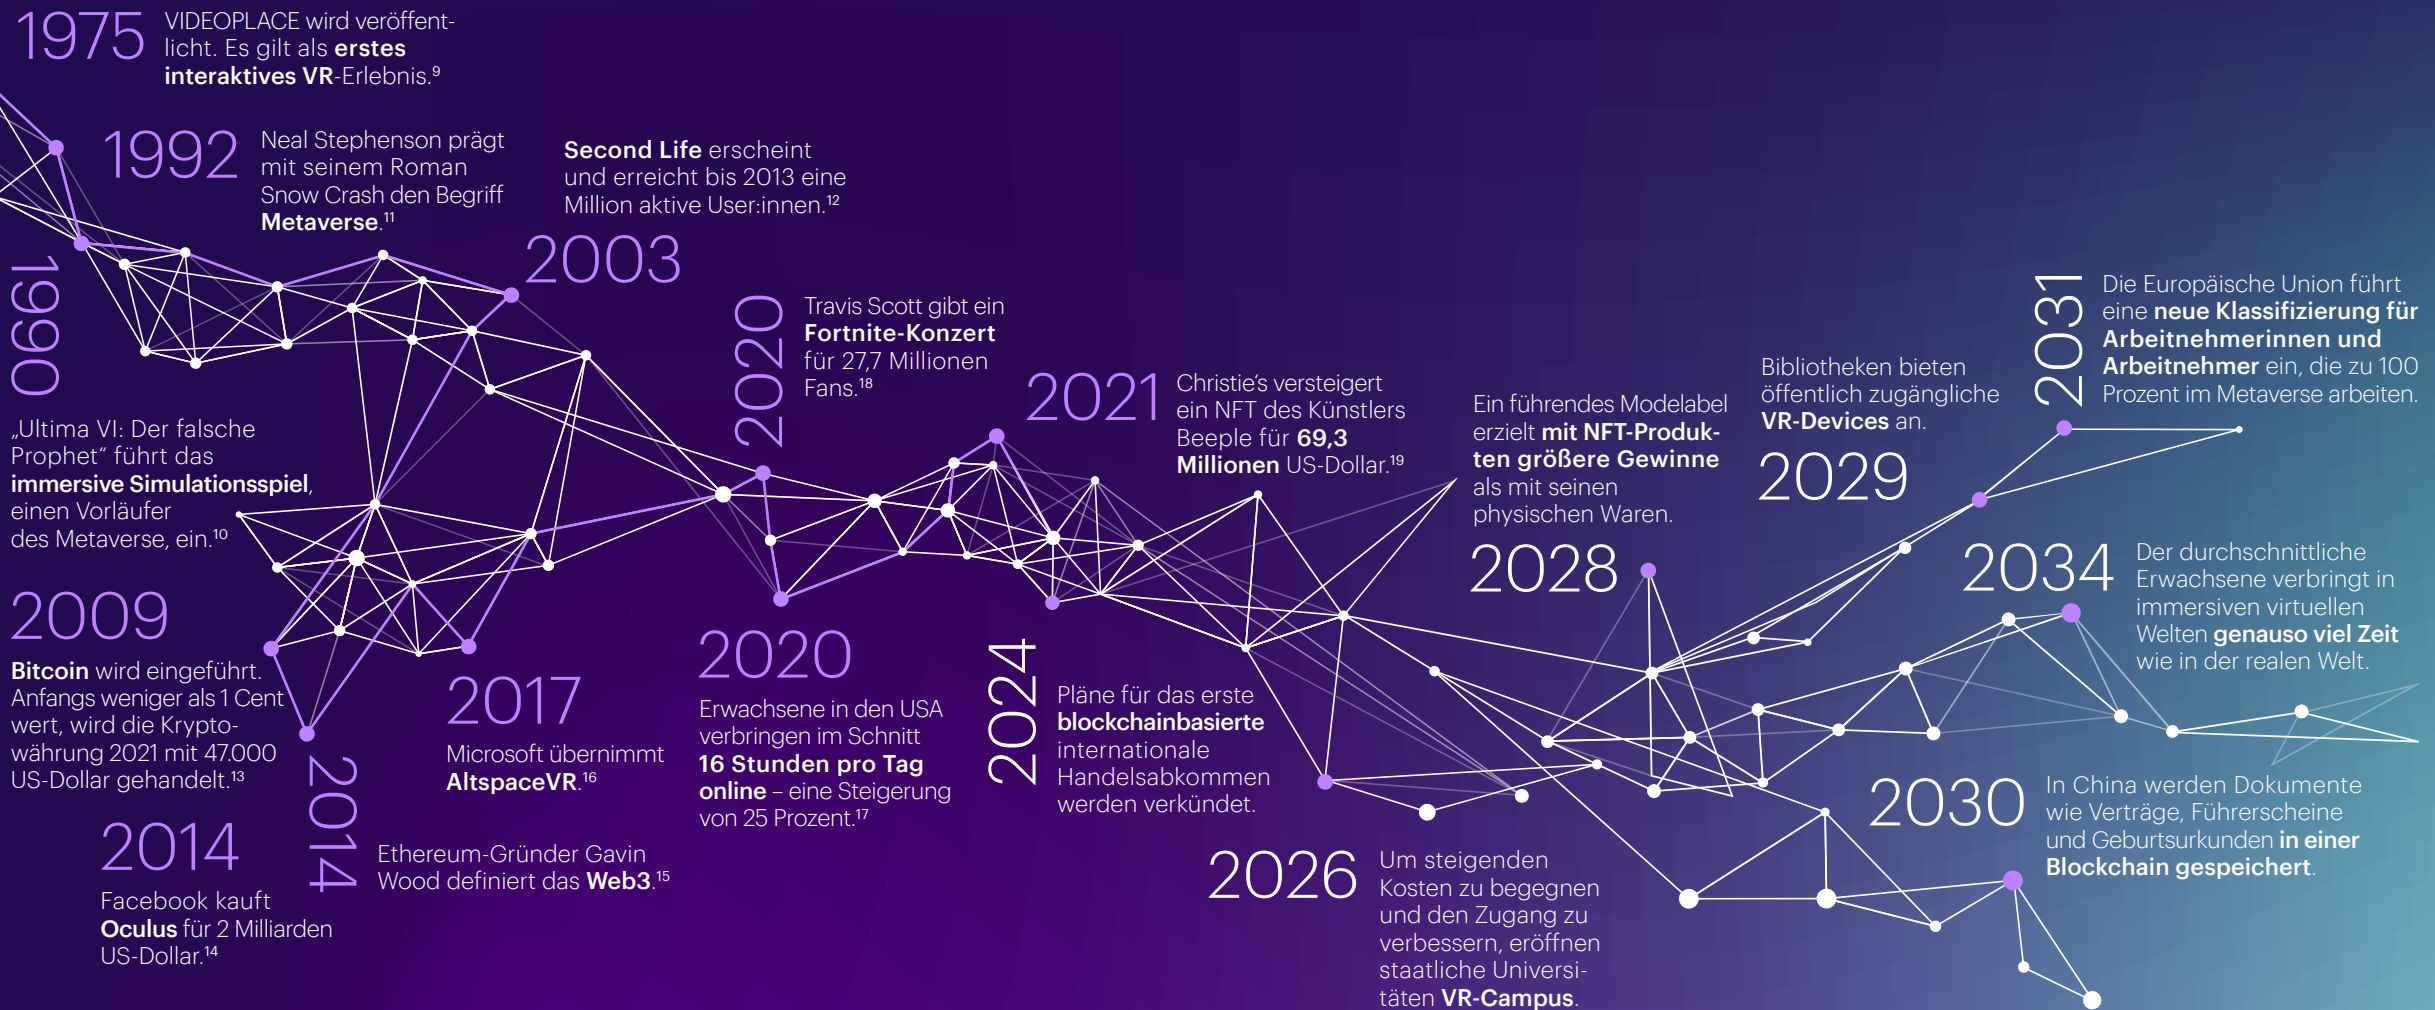 1975
VIDEOPLACE wird veröffent-
licht. Es gilt als erstes
interaktives VR-Erlebnis.⁹
1990
„Ultima VI: Der falsche
Prophet“ führt das
immersive Simulationsspiel,
einen Vorläufer
des Metaverse, ein.¹⁰
1992
Neal Stephenson prägt
mit seinem Roman
Snow Crash den Begriff
Metaverse.¹¹
Second Life erscheint
und erreicht bis 2013 eine
Million aktive User:innen.¹²
2003
2009
Bitcoin wird eingeführt.
Anfangs weniger als 1 Cent
wert, wird die Krypto-
währung 2021 mit 47.000
US-Dollar gehandelt.¹³
2014
Facebook kauft
Oculus für 2 Milliarden
US-Dollar.¹⁴
2014
Ethereum-Gründer Gavin
Wood definiert das Web3.¹⁵
2017
Microsoft übernimmt
AltspaceVR.¹⁶
2020
Erwachsene in den USA
verbringen im Schnitt
16 Stunden pro Tag
online – eine Steigerung
von 25 Prozent.¹⁷
2020
Travis Scott gibt ein
Fortnite-Konzert
für 27,7 Millionen
Fans.¹⁸
2021
Christie’s versteigert
ein NFT des Künstlers
Beeple für 69,3
Millionen US-Dollar.¹⁹
2024
Pläne für das erste
blockchainbasierte
internationale
Handelsabkommen
werden verkündet.
2026
Um steigenden
Kosten zu begegnen
und den Zugang zu
verbessern, eröffnen
staatliche Universi-
täten VR-Campus.
Ein führendes Modelabel
erzielt mit NFT-Produk-
ten größere Gewinne
als mit seinen
physischen Waren.
2028
Bibliotheken bieten
öffentlich zugängliche
VR-Devices an.
2029
2030
In China werden Dokumente
wie Verträge, Führerscheine
und Geburtsurkunden in einer
Blockchain gespeichert.
2031
Die Europäische Union führt
eine neue Klassifizierung für
Arbeitnehmerinnen und
Arbeitnehmer ein, die zu 100
Prozent im Metaverse arbeiten.
2034
Der durchschnittliche
Erwachsene verbringt in
immersiven virtuellen
Welten genauso viel Zeit
wie in der realen Welt.